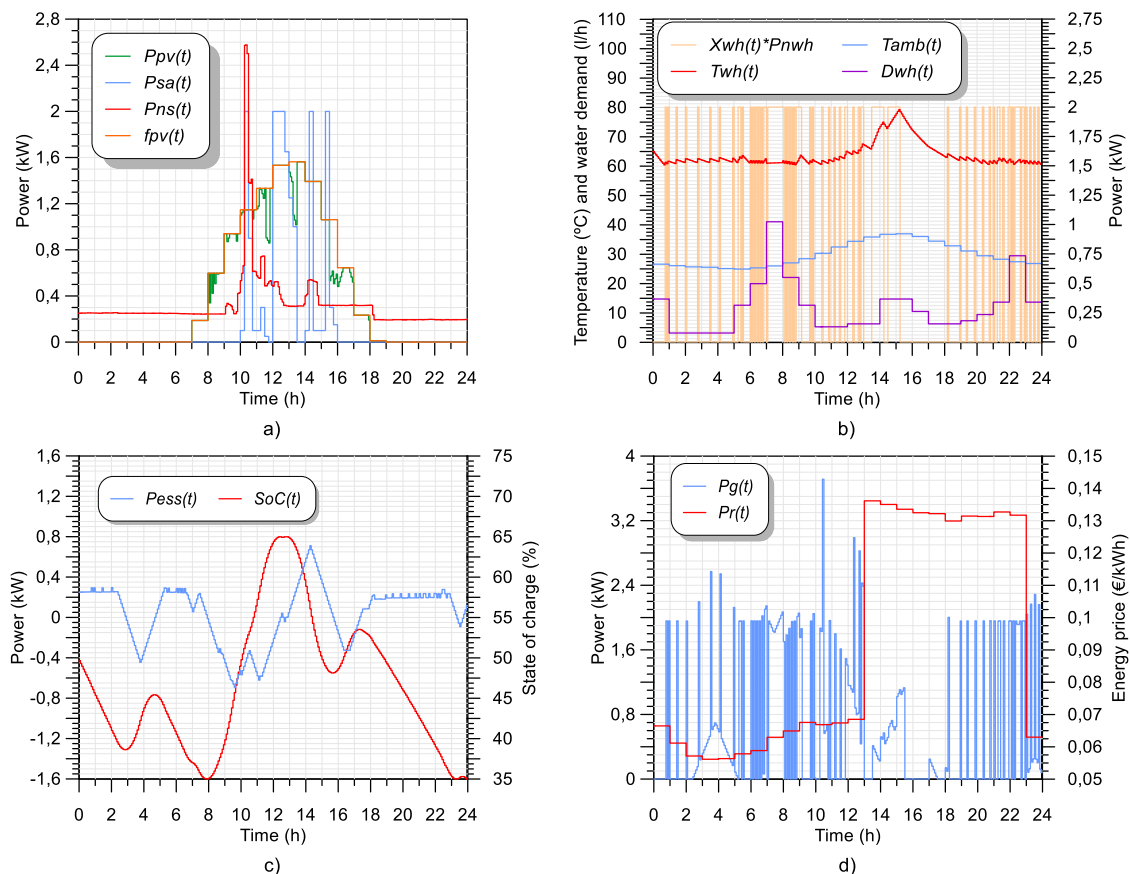 2,8
2,4
2
1,6
1,2
0,8
0,4
0
Power (kW)
Ppv(t)
Psa(t)
Pns(t)
fpv(t)
0 2 4 6 8 10 12 14 16 18 20 22 24
Time (h)
a)
110
100
90
80
70
60
50
40
30
20
10
0
Temperature (ºC) and water demand (l/h)
Xwh(t)*Pnwh Tamb(t)
Twh(t) Dwh(t)
2,75
2,5
2,25
2
1,75
1,5
1,25
1
0,75
0,5
0,25
0
Power (kW)
0 2 4 6 8 10 12 14 16 18 20 22 24
Time (h)
b)
1,6
1,2
0,8
0,4
0
-0,4
-0,8
-1,2
-1,6
Power (kW)
Pess(t) SoC(t)
75
70
65
60
55
50
45
40
35
State of charge (%)
0 2 4 6 8 10 12 14 16 18 20 22 24
Time (h)
c)
4
3,2
2,4
1,6
0,8
0
Power (kW)
Pg(t)
Pr(t)
0,15
0,14
0,13
0,12
0,11
0,1
0,09
0,08
0,07
0,06
0,05
Energy price (€/kWh)
0 2 4 6 8 10 12 14 16 18 20 22 24
Time (h)
d)